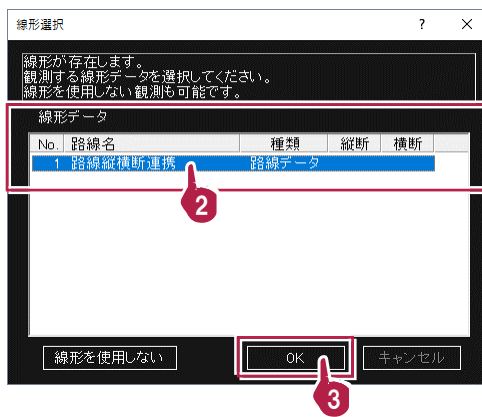 線形選択 ? ×
線形が存在します。
観測する線形データを選択してください。
線形を使用しない観測も可能です。
線形データ
No. 路線名 種類 縦断 横断
1 路線縦横断連携 路線データ
2
線形を使用しない OK キャンセル
3